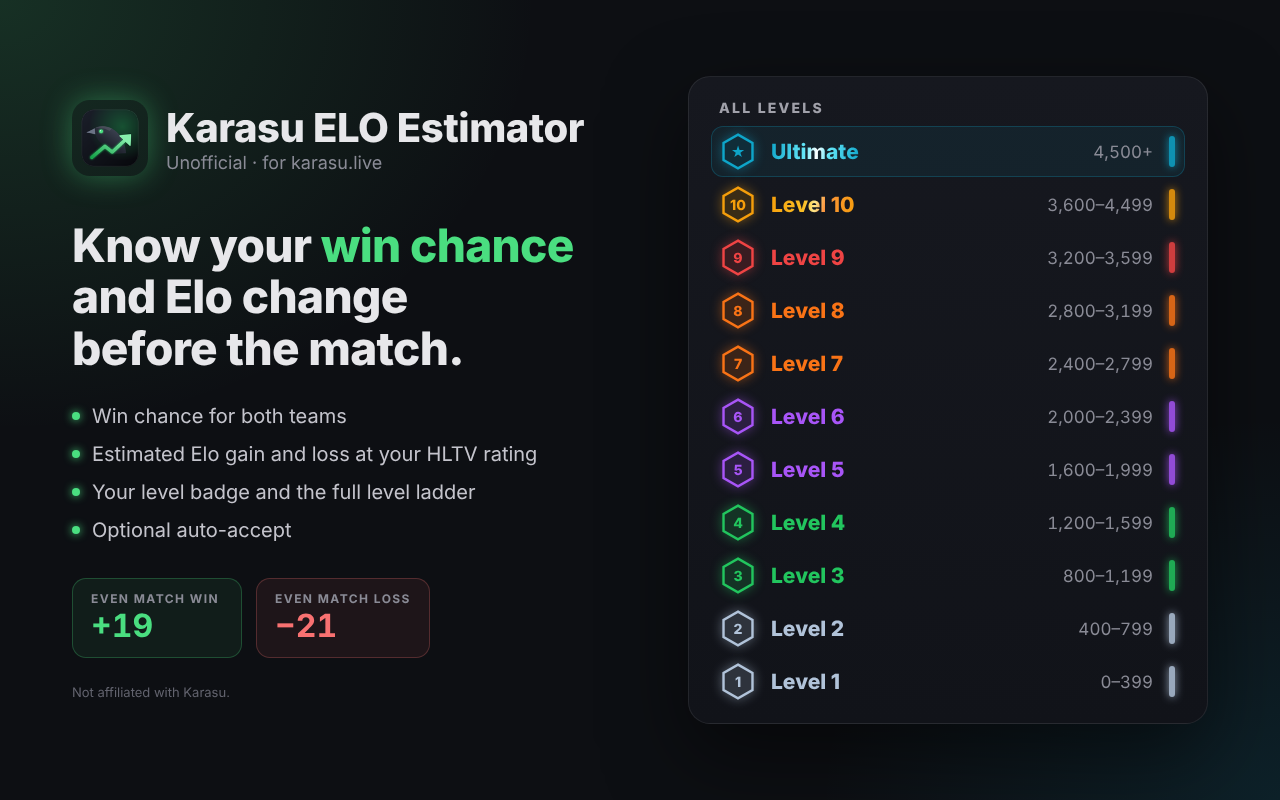 Karasu ELO Estimator
Unofficial · for karasu.live
Know your win chance
and Elo change
before the match.
Win chance for both teams
Estimated Elo gain and loss at your HLTV rating
Your level badge and the full level ladder
Optional auto-accept
EVEN MATCH WIN
+19
EVEN MATCH LOSS
−21
Not affiliated with Karasu.
ALL LEVELS
★ Ultimate 4,500+
10 Level 10 3,600–4,499
9 Level 9 3,200–3,599
8 Level 8 2,800–3,199
7 Level 7 2,400–2,799
6 Level 6 2,000–2,399
5 Level 5 1,600–1,999
4 Level 4 1,200–1,599
3 Level 3 800–1,199
2 Level 2 400–799
1 Level 1 0–399